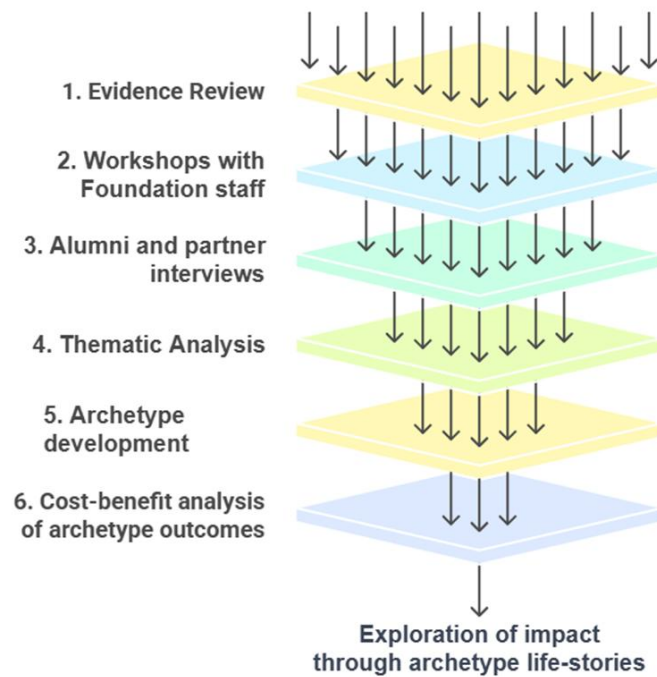 1. Evidence Review
2. Workshops with
Foundation staff
3. Alumni and partner
interviews
4. Thematic Analysis
5. Archetype
development
6. Cost-benefit analysis
of archetype outcomes
Exploration of impact
through archetype life-stories